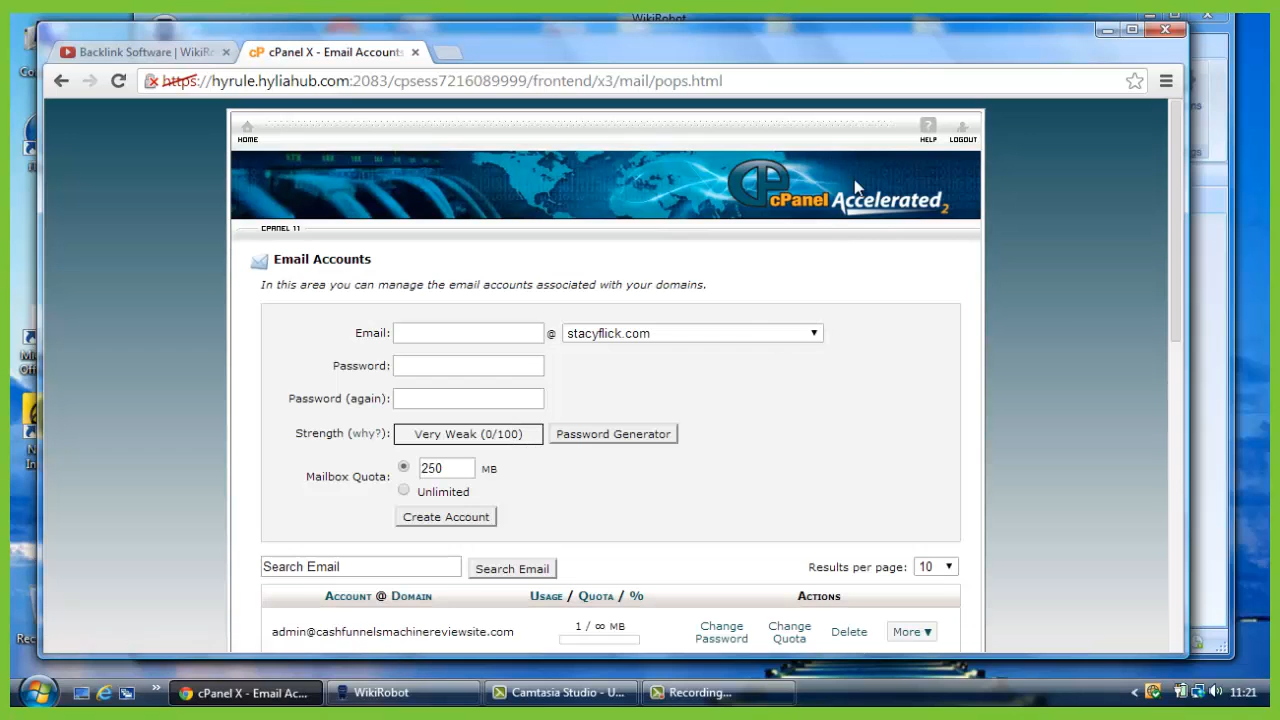 WikiRobot
Backlink Software | WikiRo
cP cPanel X - Email Accounts
https://hyrule.hyliahub.com:2083/cpsess7216089999/frontend/x3/mail/pops.html
HOME
? HELP
LOGOUT
cPanel Accelerated2
CPANEL 11
Email Accounts
In this area you can manage the email accounts associated with your domains.
Email: @ stacyflick.com
Password:
Password (again):
Strength (why?): Very Weak (0/100) Password Generator
Mailbox Quota: 250 MB
Unlimited
Create Account
Search Email Search Email Results per page: 10
ACCOUNT @ DOMAIN USAGE / QUOTA / % ACTIONS
admin@cashfunnelsmachinereviewsite.com 1 / ∞ MB Change Password Change Quota Delete More
cPanel X - Email Ac... WikiRobot Camtasia Studio - U... Recording... 11:21